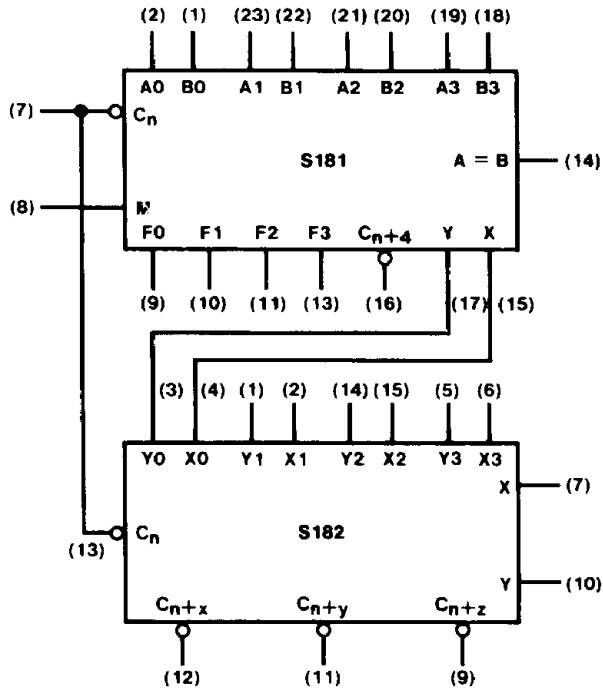 (2) (1) (23) (22) (21) (20) (19) (18)
A0 B0 A1 B1 A2 B2 A3 B3
(7) Cn
S181 A = B (14)
(8) M
F0 F1 F2 F3 Cn+4 Y X
(9) (10) (11) (13) (16) (17) (15)
(3) (4) (1) (2) (14) (15) (5) (6)
Y0 X0 Y1 X1 Y2 X2 Y3 X3
X (7)
Cn S182
(13)
Y (10)
Cn+x Cn+y Cn+z
(12) (11) (9)